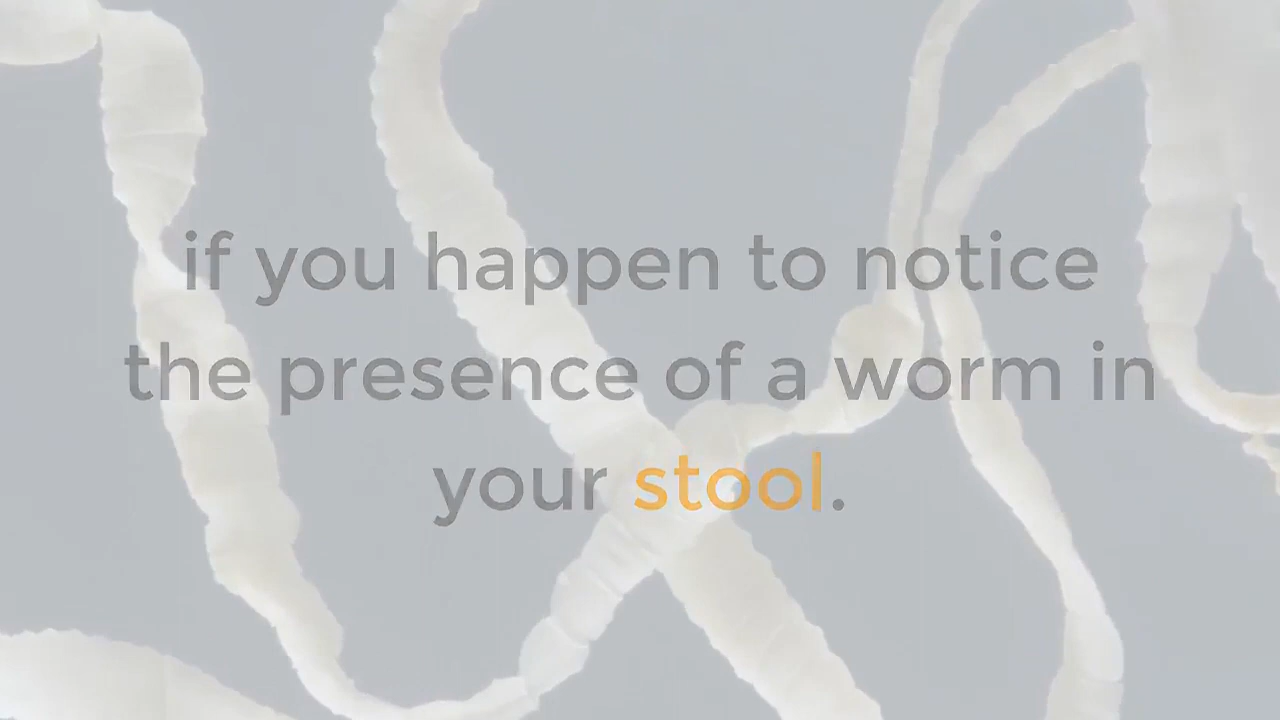 if you happen to notice
the presence of a worm in
your stool.